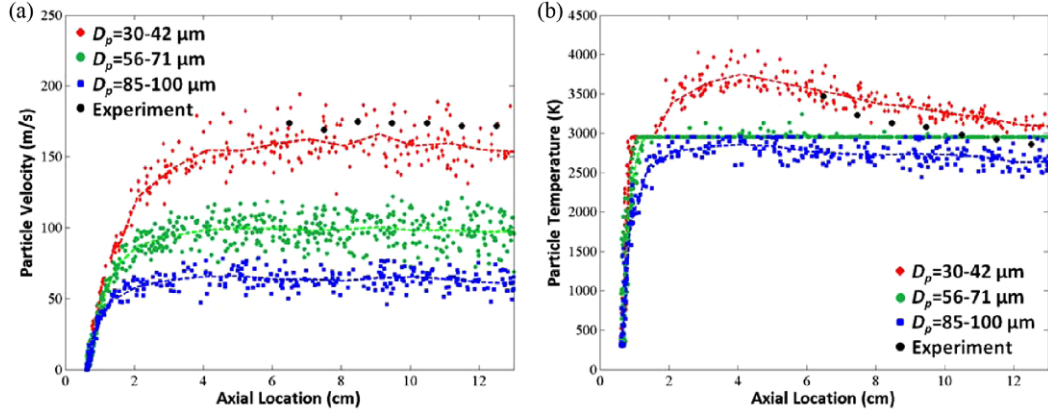 (a)
250
200
150
100
50
0
Particle Velocity (m/s)
Dp=30-42 μm
Dp=56-71 μm
Dp=85-100 μm
Experiment
0 2 4 6 8 10 12
Axial Location (cm)
(b)
4500
4000
3500
3000
2500
2000
1500
1000
500
0
Particle Temperature (K)
Dp=30-42 μm
Dp=56-71 μm
Dp=85-100 μm
Experiment
0 2 4 6 8 10 12
Axial Location (cm)